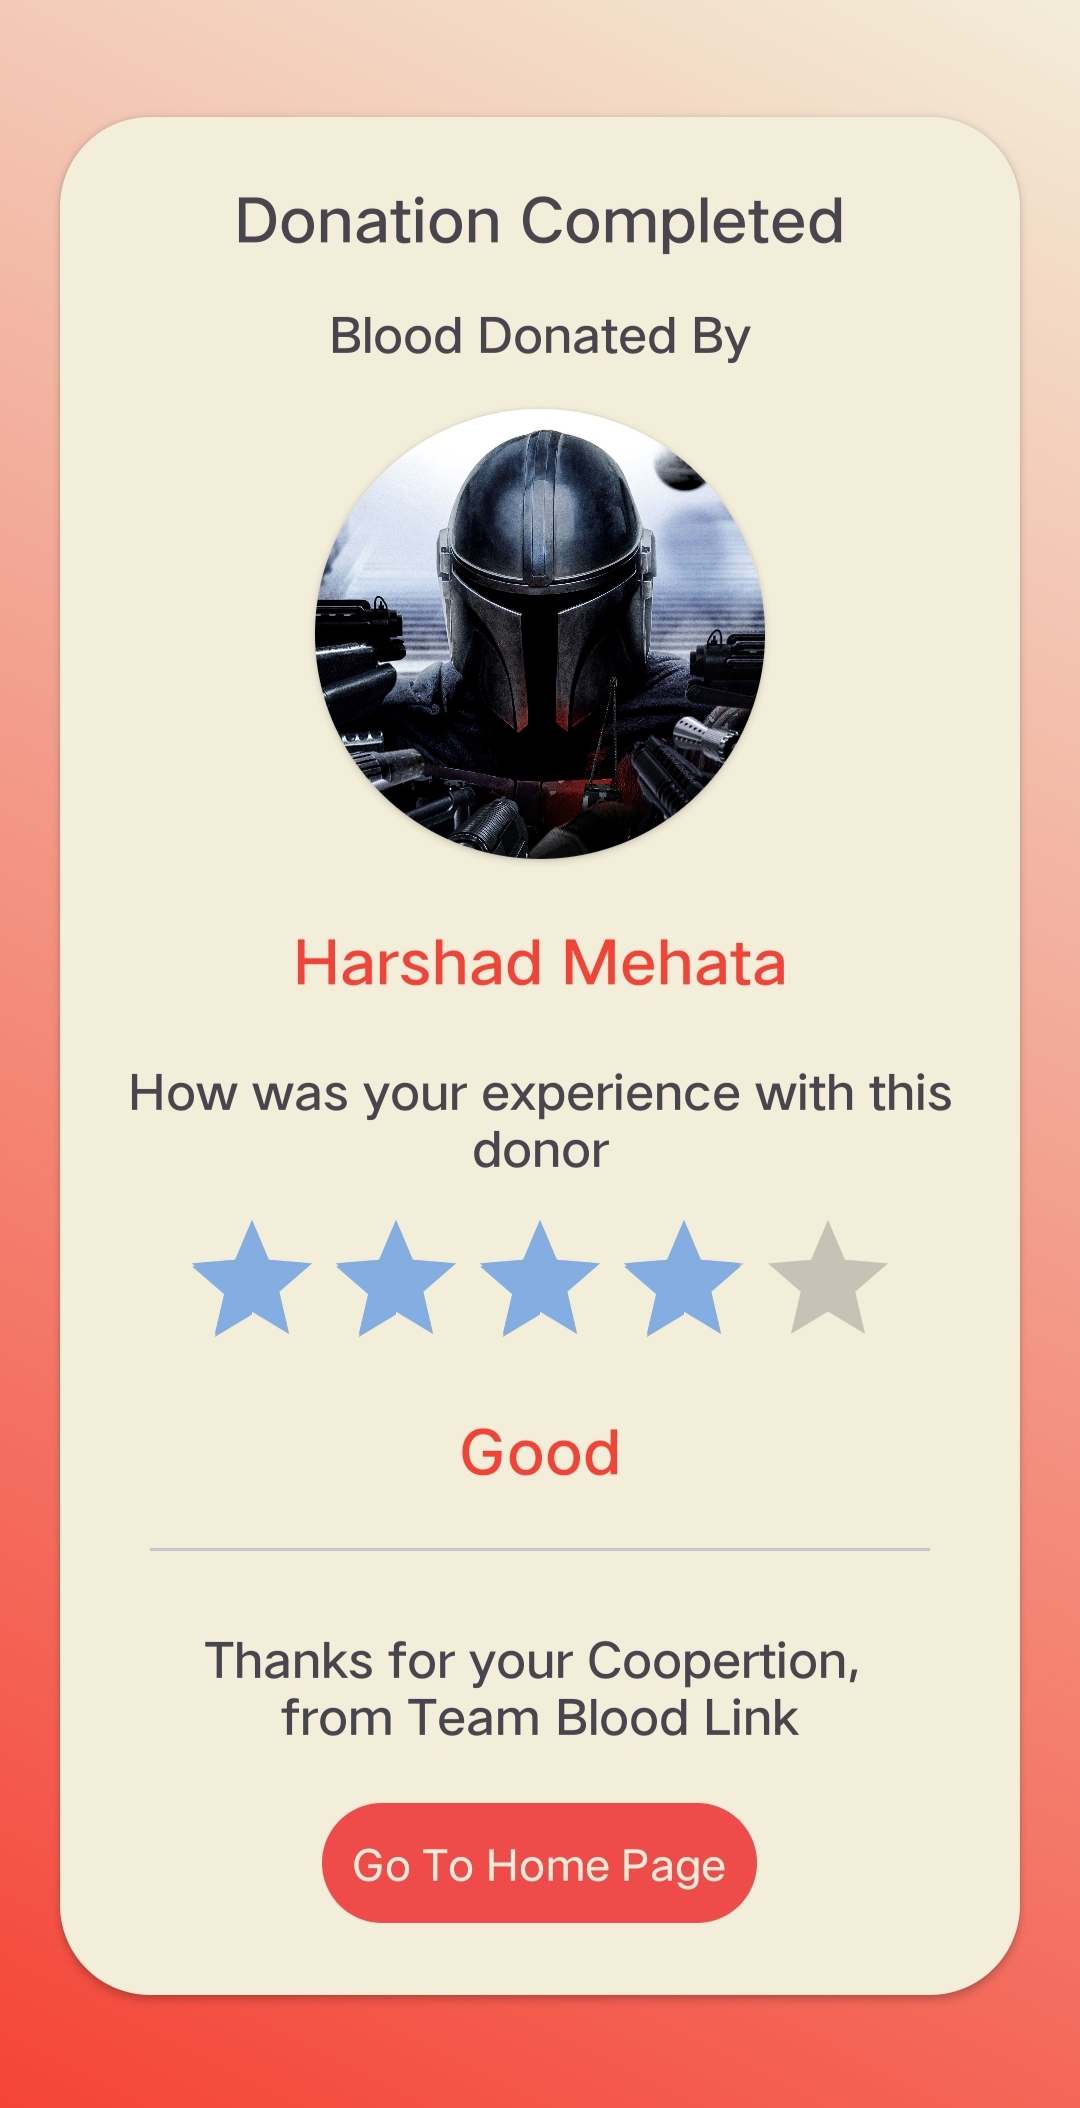 Donation Completed
Blood Donated By
Harshad Mehata
How was your experience with this
donor
Good
Thanks for your Coopertion,
from Team Blood Link
Go To Home Page